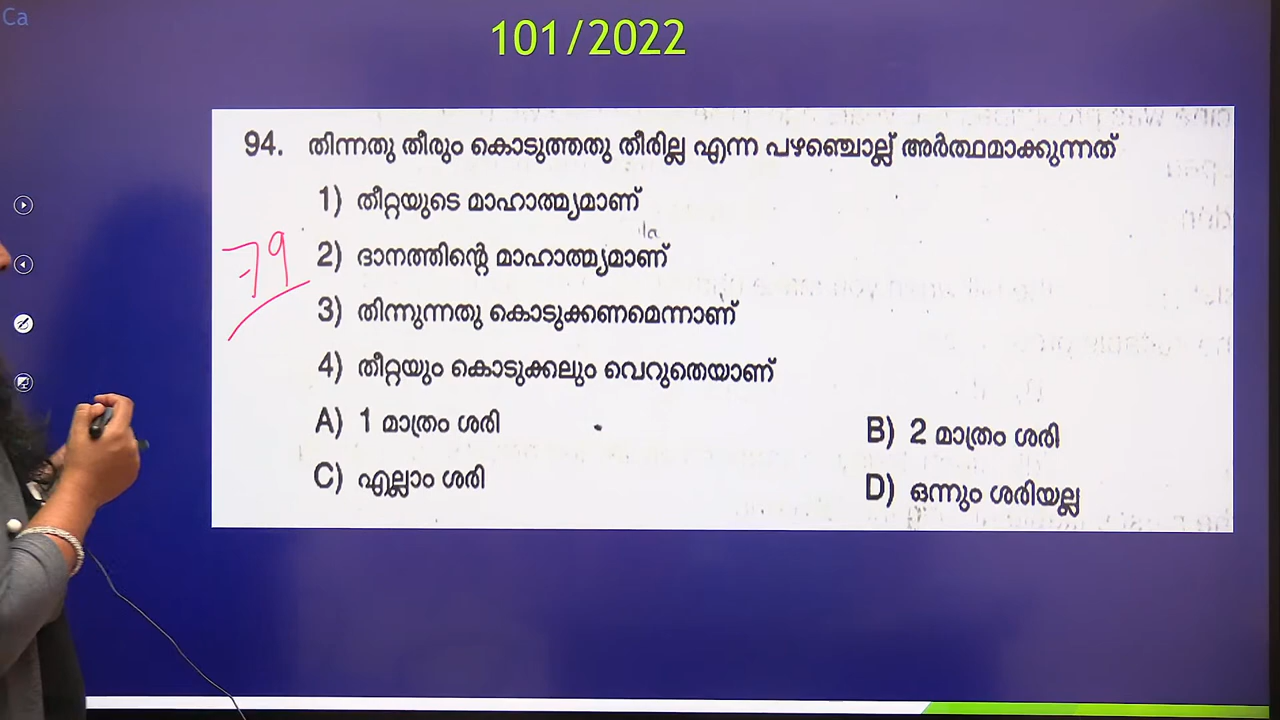 Ca
101/2022
94. തിന്നതു തീരും കൊടുത്തതു തീരില്ല എന്ന പഴഞ്ചൊല്ല് അർത്ഥമാക്കുന്നത്
1) തീറ്റയുടെ മാഹാത്മ്യമാണ്
2) ദാനത്തിന്റെ മാഹാത്മ്യമാണ്
79
3) തിന്നുന്നതു കൊടുക്കണമെന്നാണ്
4) തീറ്റയും കൊടുക്കലും വെറുതെയാണ്
A) 1 മാത്രം ശരി B) 2 മാത്രം ശരി
C) എല്ലാം ശരി D) ഒന്നും ശരിയല്ല